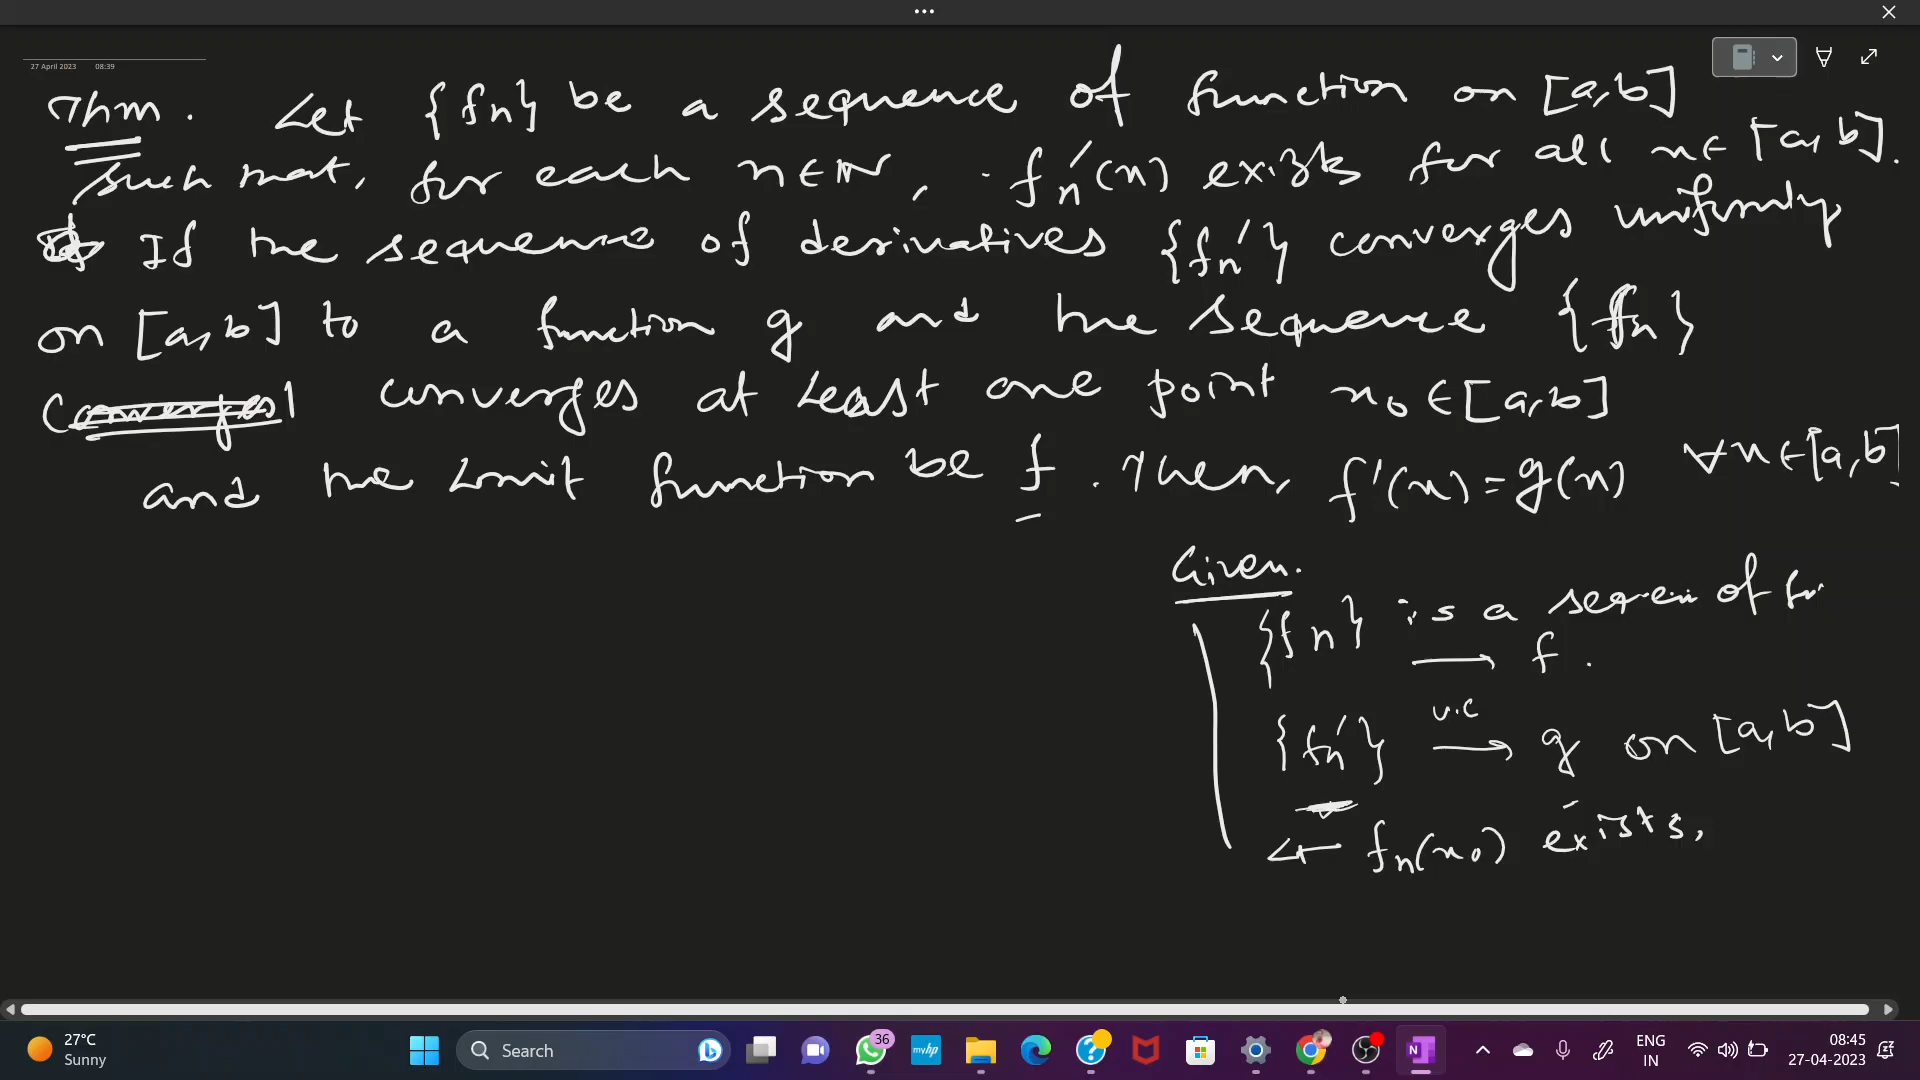 27 April 2023 08:39
Thm. Let {fn} be a sequence of function on [a,b]
such that, for each n∈ℕ, fn'(x) exists for all x∈[a,b].
If the sequence of derivatives {fn'} converges uniformly
on [a,b] to a function g and the sequence {fn}
converges at least one point x₀∈[a,b]
and the limit function be f. Then, f'(x)=g(x) ∀x∈[a,b]
Given.
{fn} is a of
→ f.
{fn'} u.c → g on [a,b]
fn(x₀) exists,
27°C
Sunny
Search
36
myhp
N
ENG
IN
08:45
27-04-2023